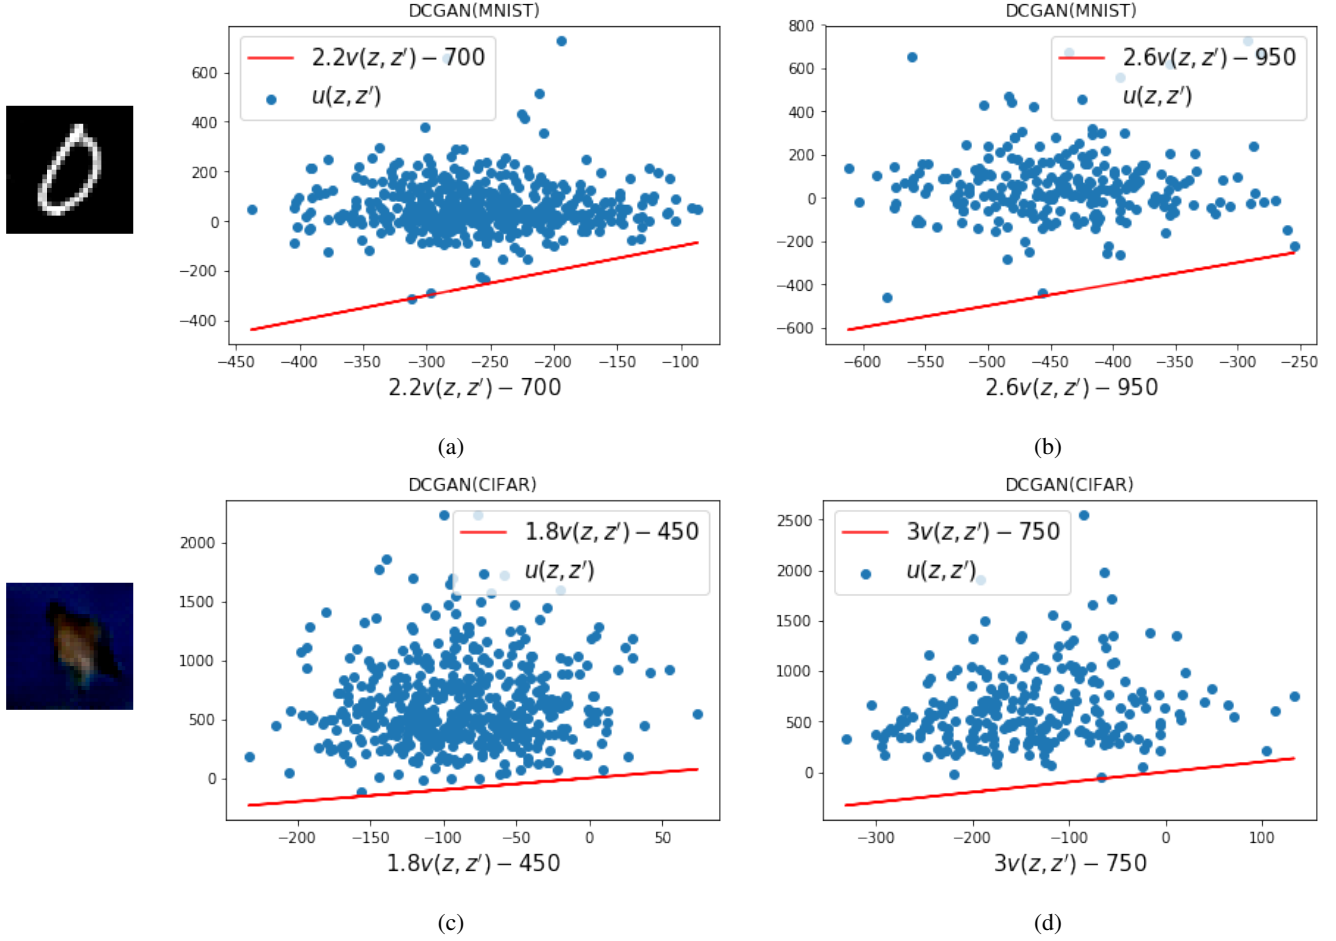 DCGAN(MNIST)
2.2v(z, z′) − 700
u(z, z′)
600
400
200
0
−200
−400
−450 −400 −350 −300 −250 −200 −150 −100
2.2v(z, z′) − 700
(a)
DCGAN(MNIST)
2.6v(z, z′) − 950
u(z, z′)
800
600
400
200
0
−200
−400
−600
−600 −550 −500 −450 −400 −350 −300 −250
2.6v(z, z′) − 950
(b)
DCGAN(CIFAR)
1.8v(z, z′) − 450
u(z, z′)
2000
1500
1000
500
0
−200 −150 −100 −50 0 50
1.8v(z, z′) − 450
(c)
DCGAN(CIFAR)
3v(z, z′) − 750
u(z, z′)
2500
2000
1500
1000
500
0
−300 −200 −100 0 100
3v(z, z′) − 750
(d)